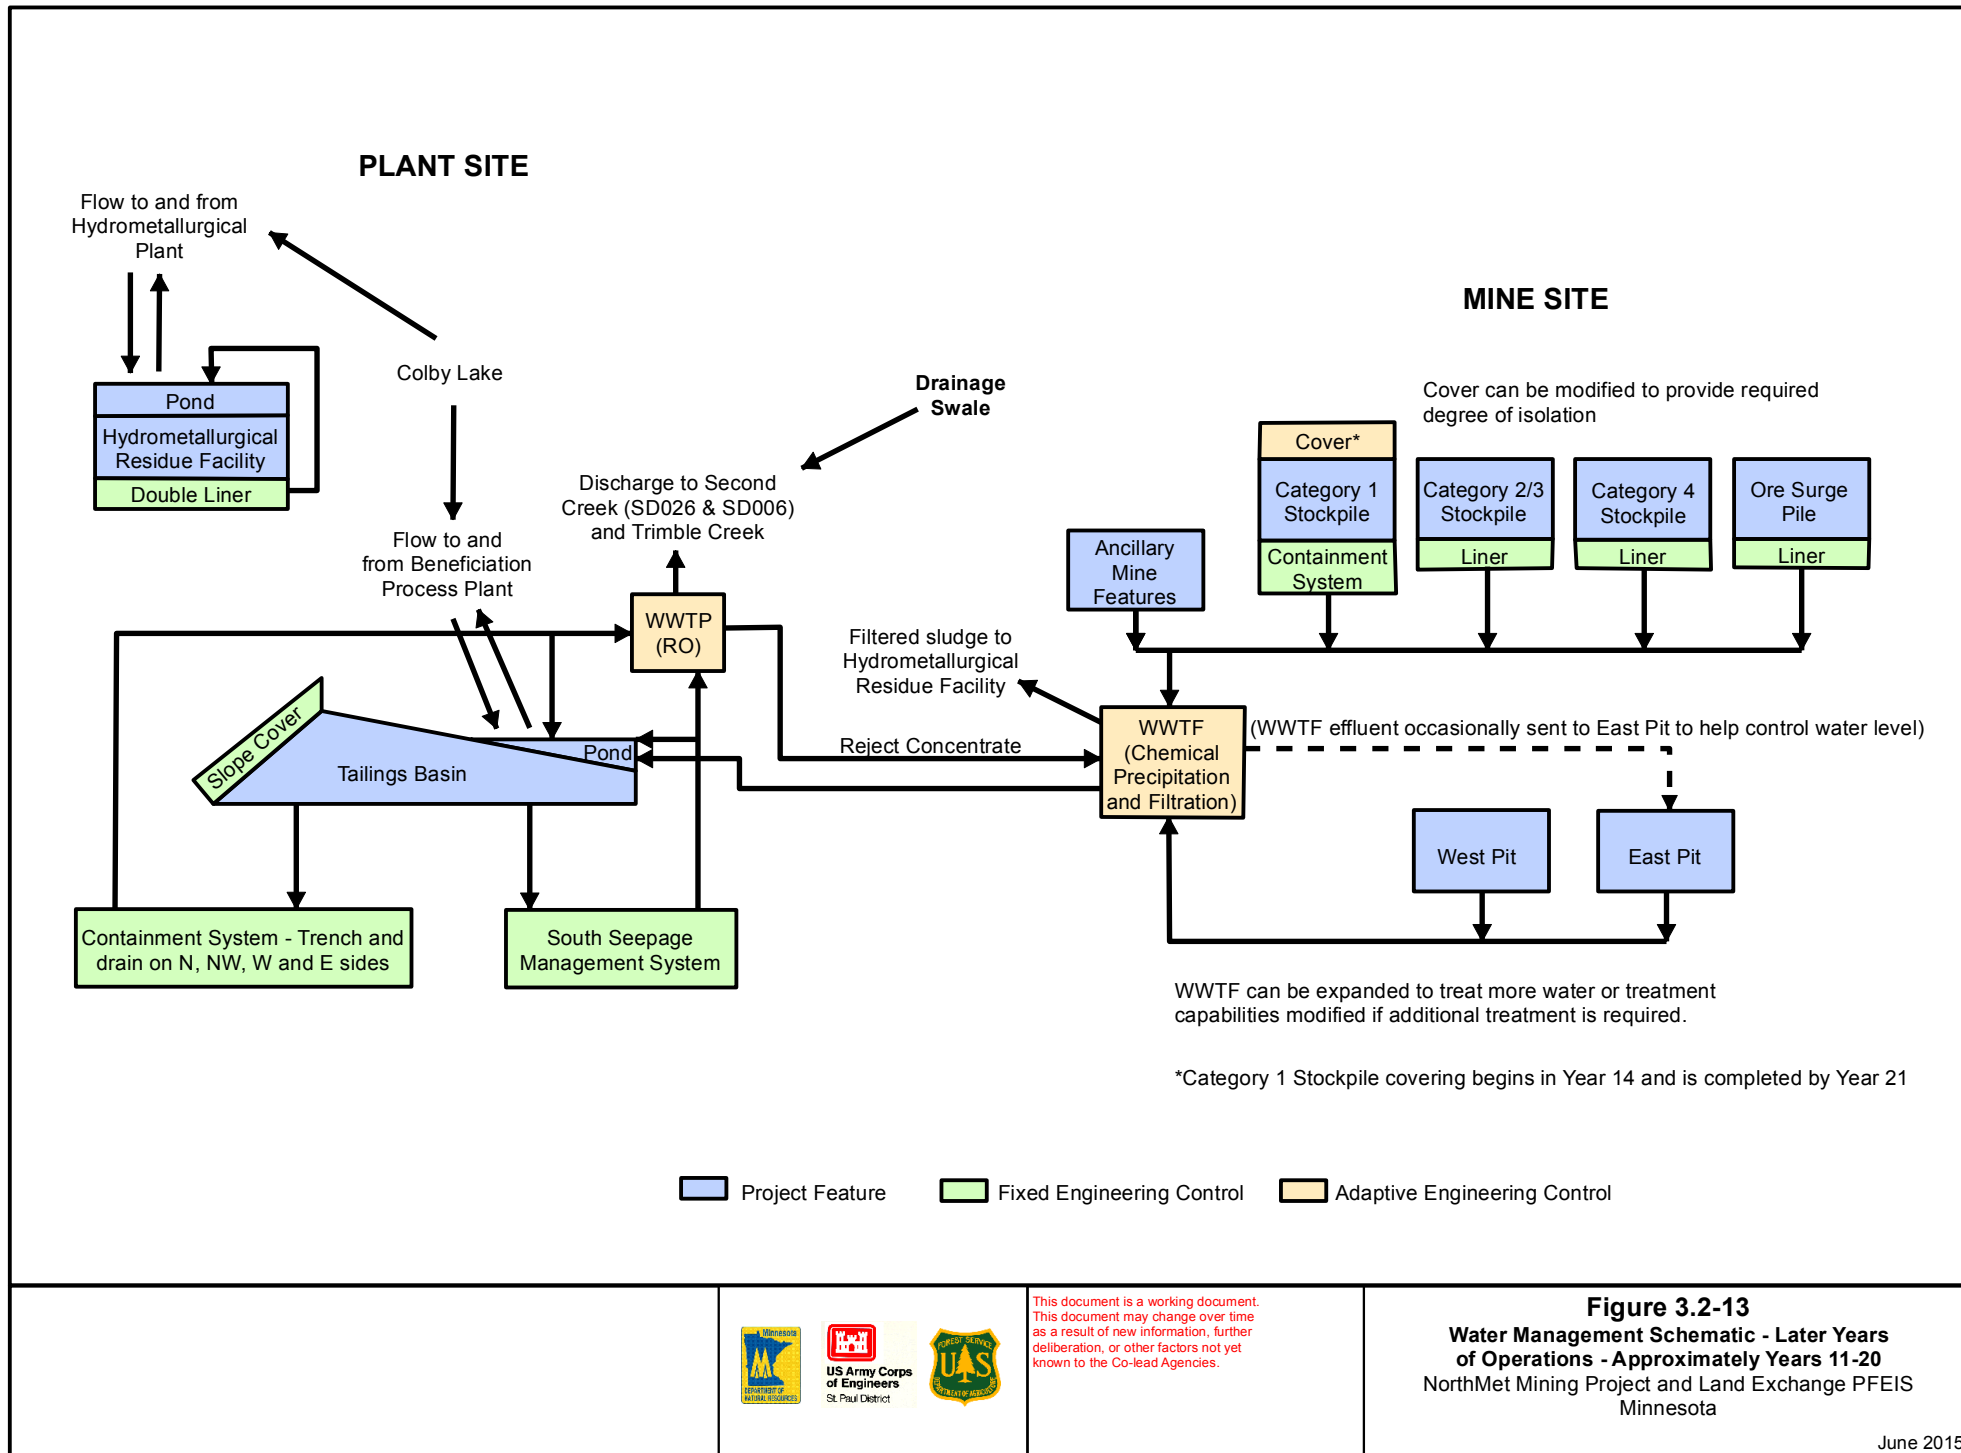 PLANT SITE
Flow to and from
Hydrometallurgical
Plant
Colby Lake
Pond
Hydrometallurgical
Residue Facility
Double Liner
Drainage
Swale
Discharge to Second
Creek (SD026 & SD006)
and Trimble Creek
Flow to and
from Beneficiation
Process Plant
WWTP
(RO)
Slope Cover
Tailings Basin
Pond
Reject Concentrate
Containment System - Trench and
drain on N, NW, W and E sides
South Seepage
Management System
MINE SITE
Cover can be modified to provide required
degree of isolation
Cover*
Category 1
Stockpile
Containment
System
Category 2/3
Stockpile
Liner
Category 4
Stockpile
Liner
Ore Surge
Pile
Liner
Ancillary
Mine
Features
Filtered sludge to
Hydrometallurgical
Residue Facility
WWTF
(Chemical
Precipitation
and Filtration)
(WWTF effluent occasionally sent to East Pit to help control water level)
West Pit
East Pit
WWTF can be expanded to treat more water or treatment
capabilities modified if additional treatment is required.
*Category 1 Stockpile covering begins in Year 14 and is completed by Year 21
Project Feature
Fixed Engineering Control
Adaptive Engineering Control
Minnesota
DEPARTMENT OF
NATURAL RESOURCES
US Army Corps
of Engineers
St. Paul District
FOREST SERVICE
U S
DEPARTMENT OF AGRICULTURE
This document is a working document.
This document may change over time
as a result of new information, further
deliberation, or other factors not yet
known to the Co-lead Agencies.
Figure 3.2-13
Water Management Schematic - Later Years
of Operations - Approximately Years 11-20
NorthMet Mining Project and Land Exchange PFEIS
Minnesota
June 2015